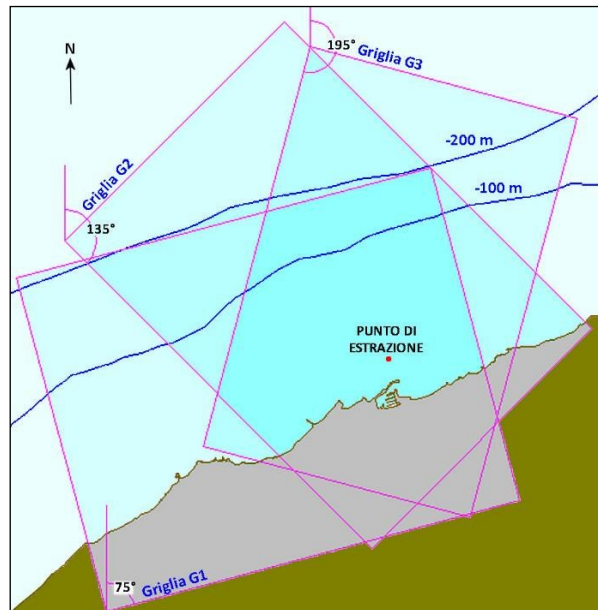 195°
Griglia G3
N
-200 m
Griglia G2
-100 m
135°
PUNTO DI
ESTRAZIONE
75°
Griglia G1